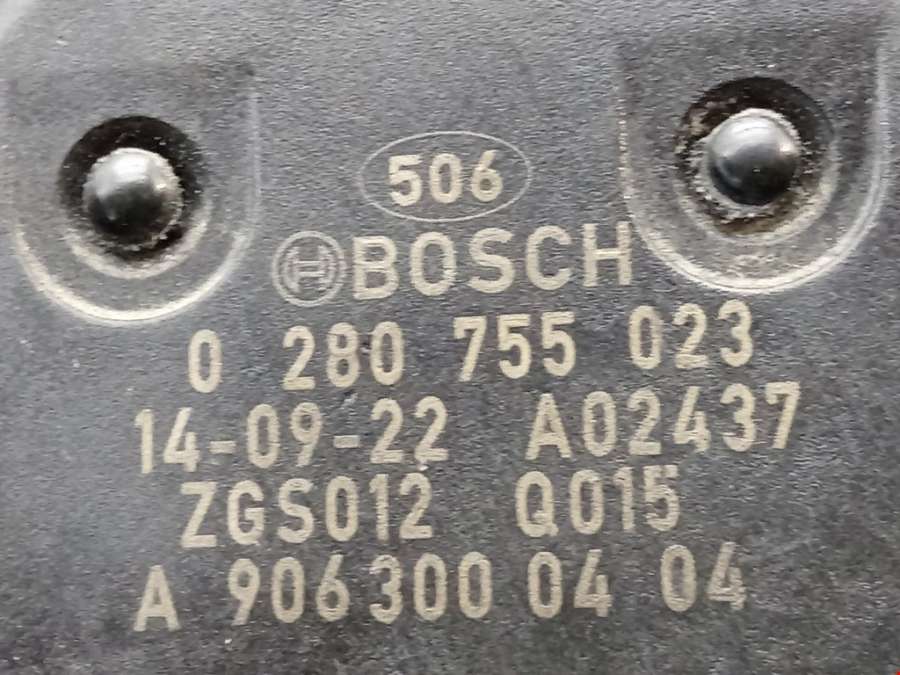 506
BOSCH
0 280 755 023
14-09-22 A02437
ZGS012 Q015
A 906 300 04 04